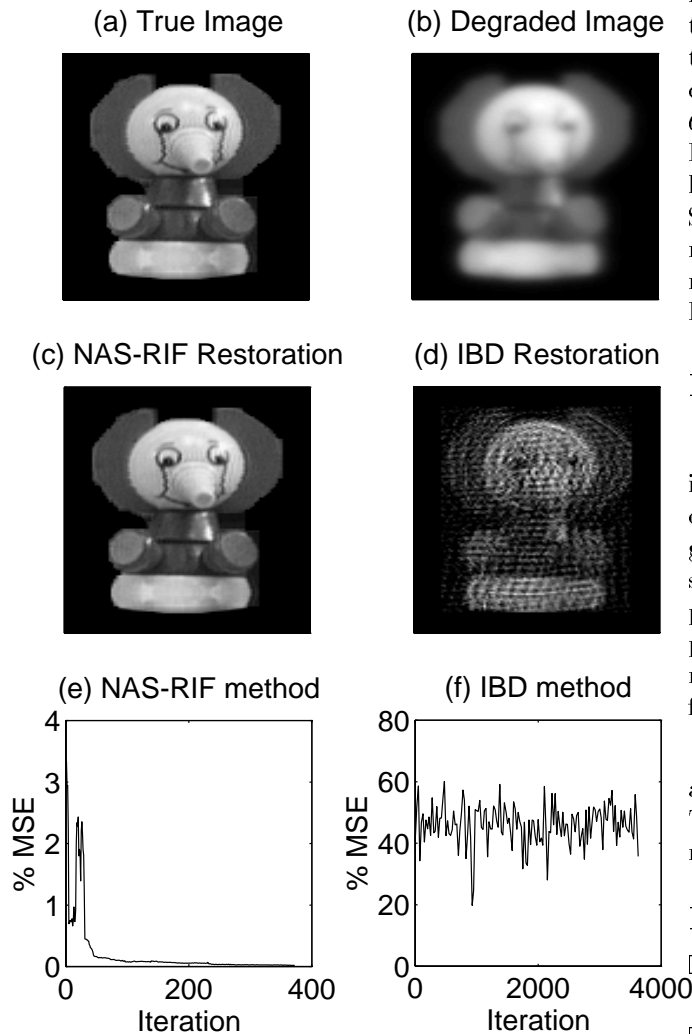 (a) True Image
(b) Degraded Image
(c) NAS-RIF Restoration
(d) IBD Restoration
(e) NAS-RIF method
4
3
2
1
0
% MSE
0
200
400
Iteration
(f) IBD method
80
60
40
20
0
% MSE
0
2000
4000
Iteration